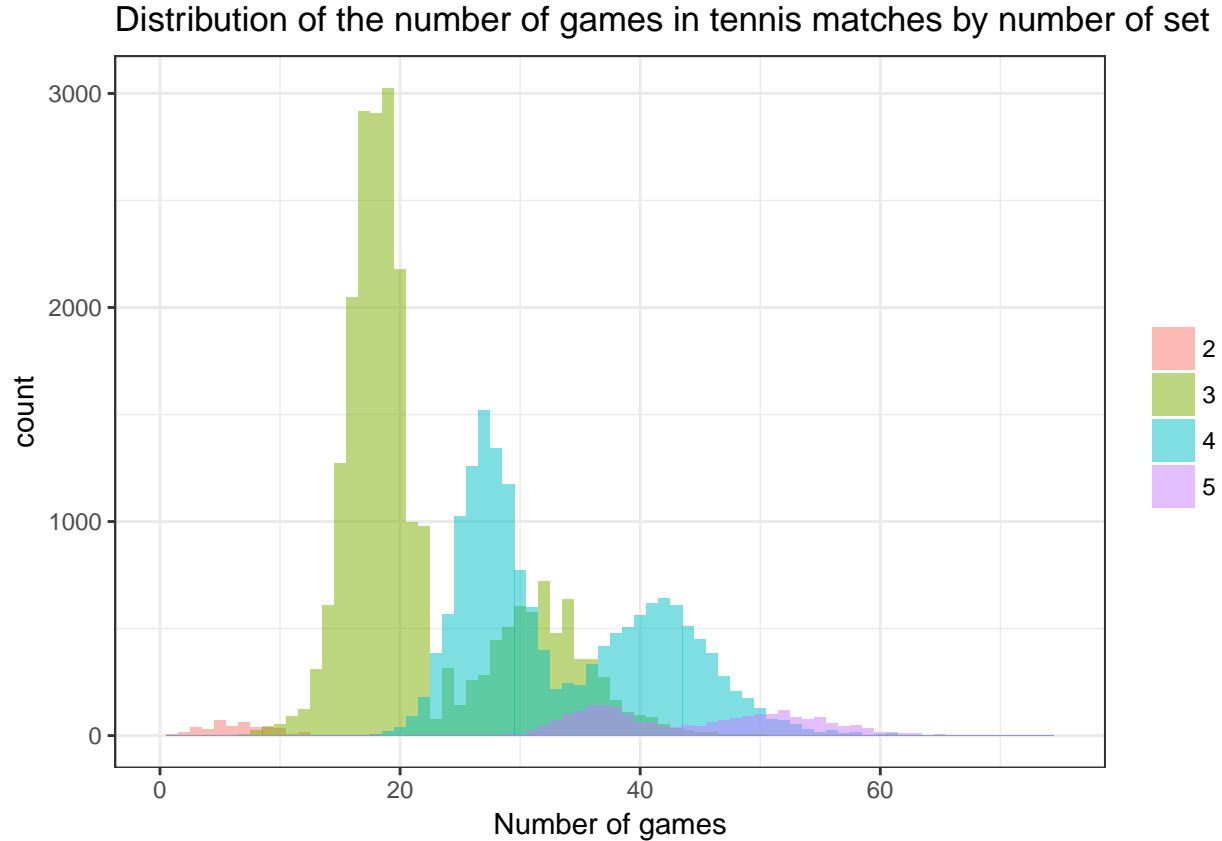 Distribution of the number of games in tennis matches by number of set
3000
2000
1000
0
count
0 20 40 60
Number of games
2
3
4
5